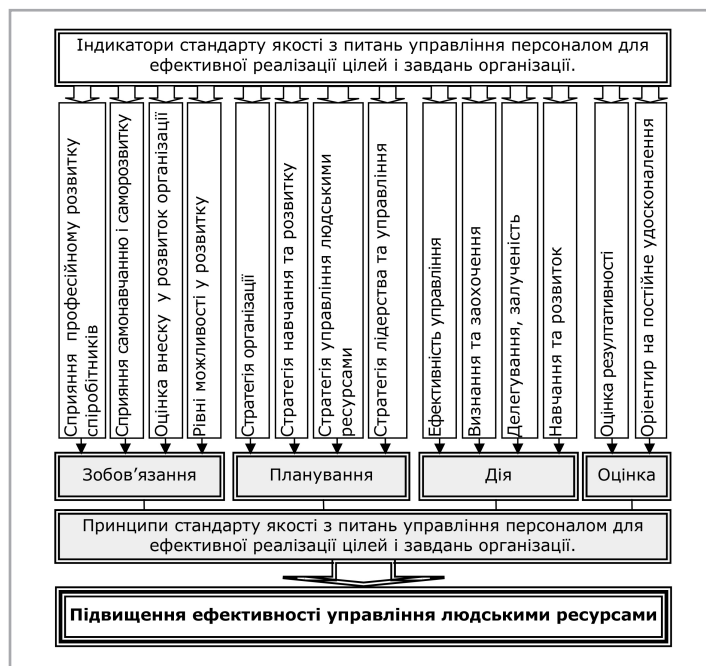 Індикатори стандарту якості з питань управління персоналом для
ефективної реалізації цілей і завдань організації.
Сприяння професійному розвитку
спіробітників
Сприяння самонавчанню і саморозвитку
Оцінка внеску у розвиток організації
Рівні можливості у розвитку
Стратегія організації
Стратегія навчання та розвитку
Стратегія управління людськими
ресурсами
Стратегія лідерства та управління
Ефективність управління
Визнання та заохочення
Делегування, залученість
Навчання та розвиток
Оцінка резултативності
Оріентир на постійне удосконалення
Зобов’язання
Планування
Дія
Оцінка
Принципи стандарту якості з питань управління персоналом для
ефективної реалізації цілей і завдань організації.
Підвищення ефективності управління людськими ресурсами